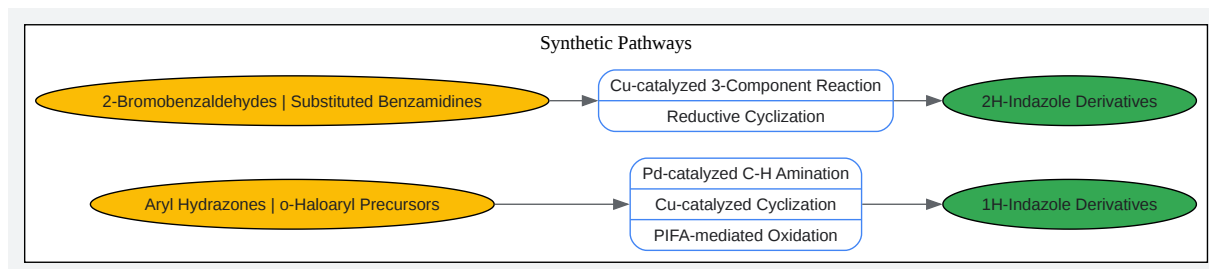 Synthetic Pathways
2-Bromobenzaldehydes | Substituted Benzamidines
Cu-catalyzed 3-Component Reaction
Reductive Cyclization
2H-Indazole Derivatives
Aryl Hydrazones | o-Haloaryl Precursors
Pd-catalyzed C-H Amination
Cu-catalyzed Cyclization
PIFA-mediated Oxidation
1H-Indazole Derivatives